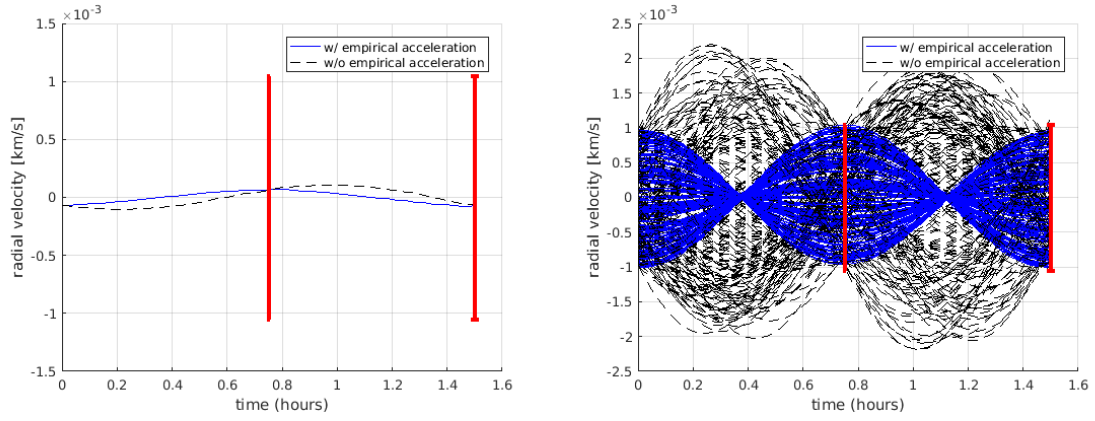 ×10⁻³
1.5
1
0.5
0
-0.5
-1
-1.5
radial velocity [km/s]
w/ empirical acceleration
w/o empirical acceleration
0 0.2 0.4 0.6 0.8 1 1.2 1.4 1.6
time (hours)
×10⁻³
2.5
2
1.5
1
0.5
0
-0.5
-1
-1.5
-2
-2.5
radial velocity [km/s]
w/ empirical acceleration
w/o empirical acceleration
0 0.2 0.4 0.6 0.8 1 1.2 1.4 1.6
time (hours)